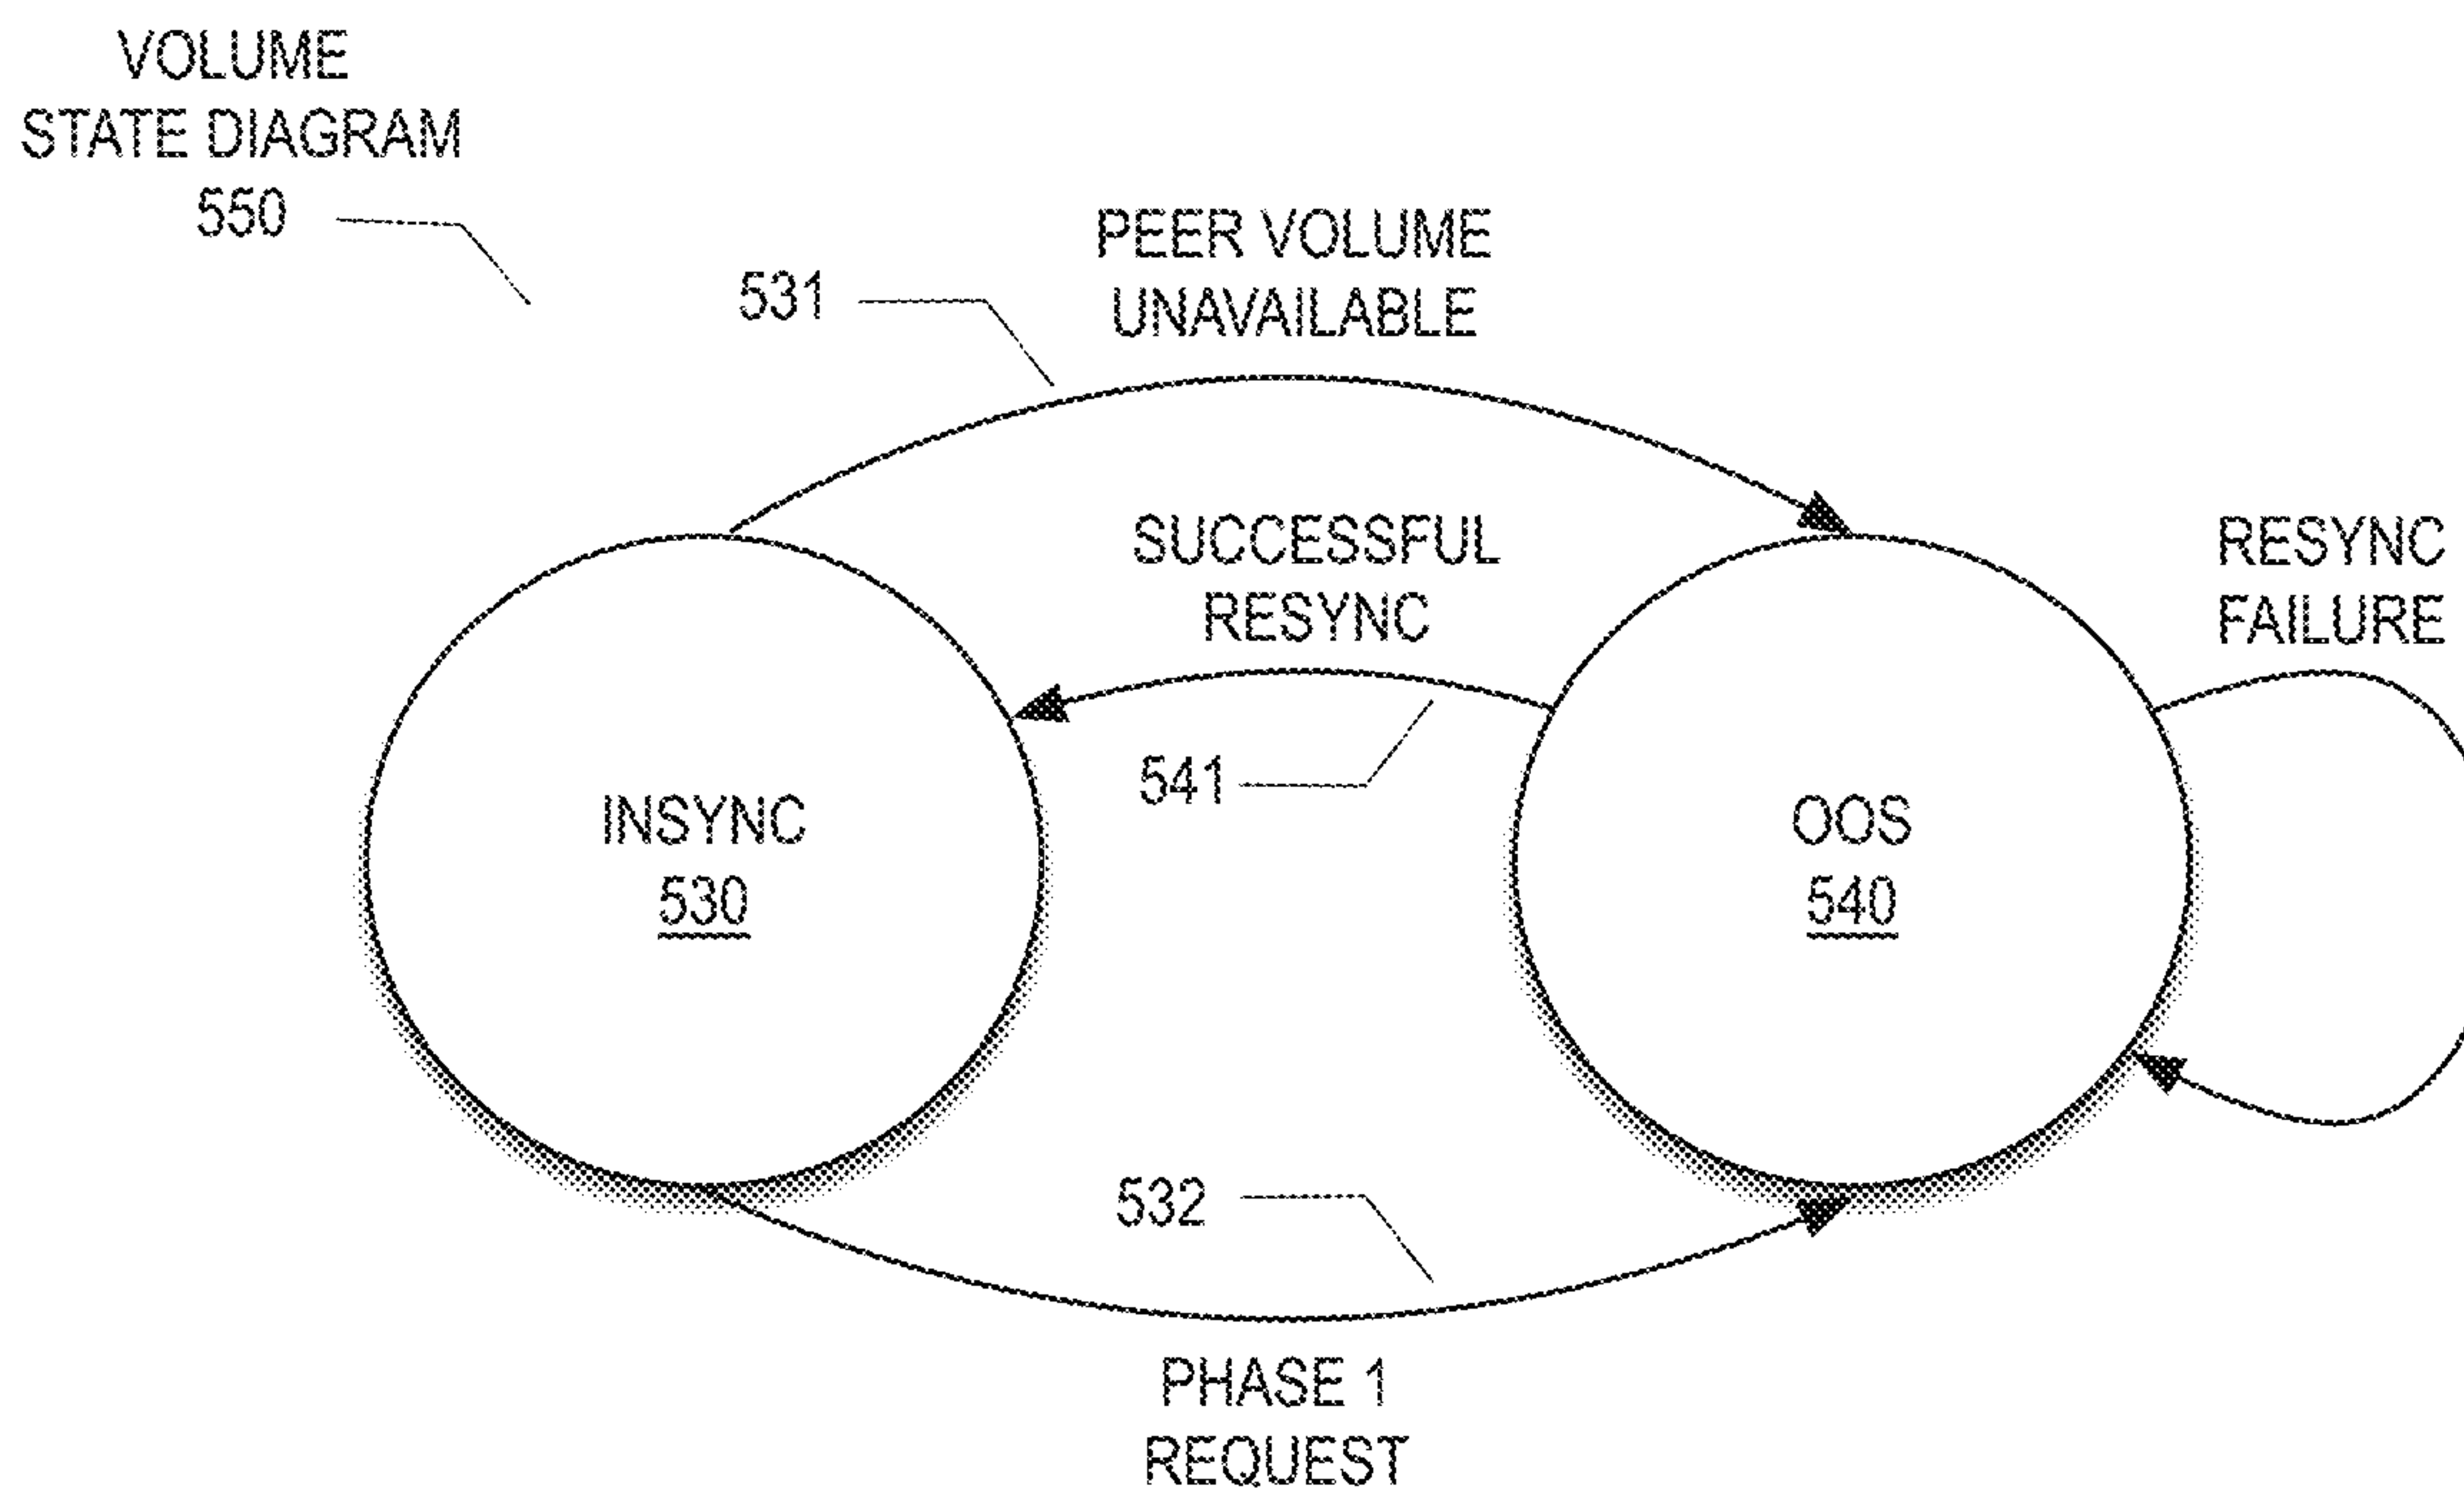 VOLUME
STATE DIAGRAM
550
PEER VOLUME
UNAVAILABLE
531
SUCCESSFUL
RESYNC
541
RESYNC
FAILURE
INSYNC
530
OOS
540
532
PHASE 1
REQUEST